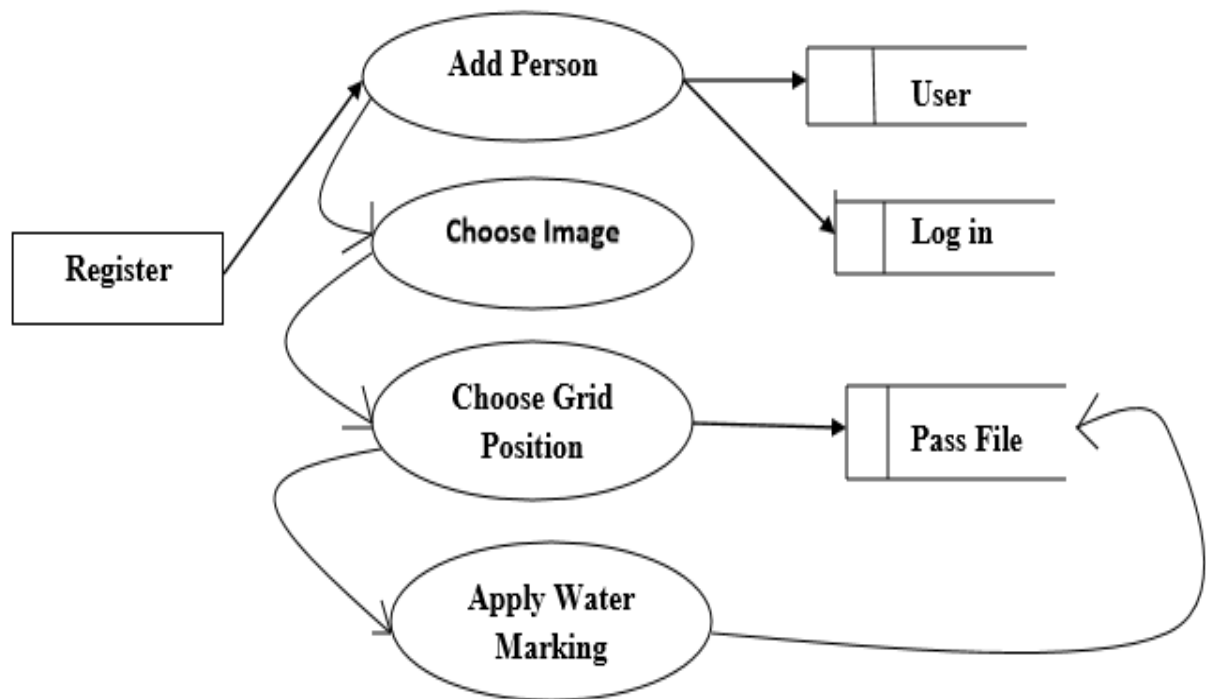 Add Person
User
Register
Choose Image
Log in
Choose Grid
Position
Pass File
Apply Water
Marking